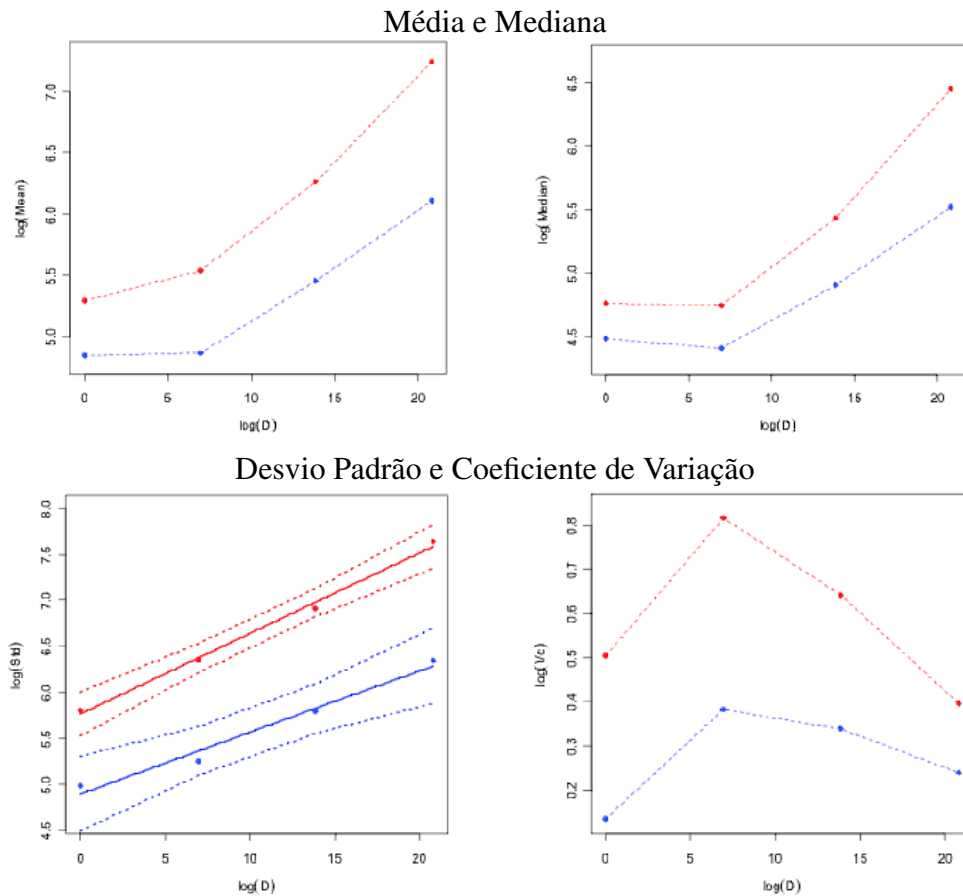 Média e Mediana
log(Mean)
7.0
6.5
6.0
5.5
5.0
0 5 10 15 20
log(D)
log(Median)
6.5
6.0
5.5
5.0
4.5
0 5 10 15 20
log(D)
Desvio Padrão e Coeficiente de Variação
log(Std)
8.0
7.5
7.0
6.5
6.0
5.5
5.0
4.5
0 5 10 15 20
log(D)
log(Vc)
0.8
0.7
0.6
0.5
0.4
0.3
0.2
0 5 10 15 20
log(D)